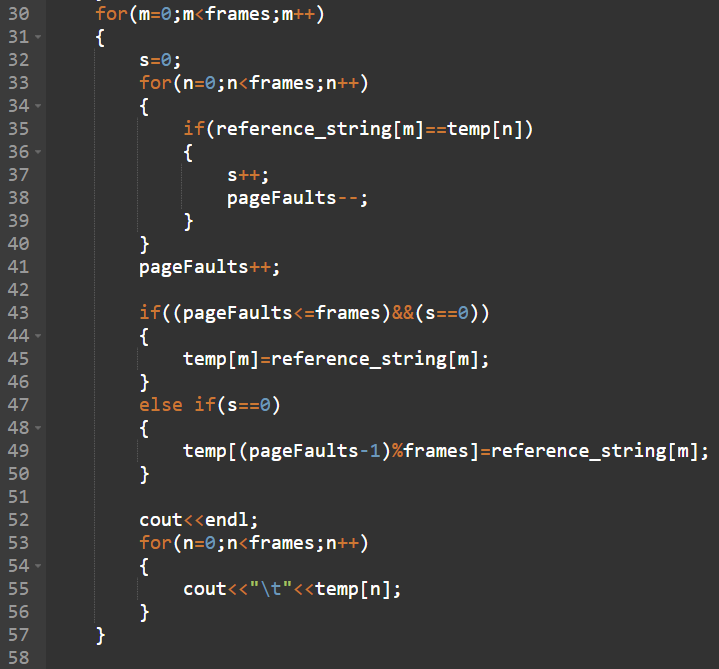 30 for(m=0;m<frames;m++)
31 {
32 s=0;
33 for(n=0;n<frames;n++)
34 {
35 if(reference_string[m]==temp[n])
36 {
37 s++;
38 pageFaults--;
39 }
40 }
41 pageFaults++;
42
43 if((pageFaults<=frames)&&(s==0))
44 {
45 temp[m]=reference_string[m];
46 }
47 else if(s==0)
48 {
49 temp[(pageFaults-1)%frames]=reference_string[m];
50 }
51
52 cout<<endl;
53 for(n=0;n<frames;n++)
54 {
55 cout<<"\t"<<temp[n];
56 }
57 }
58